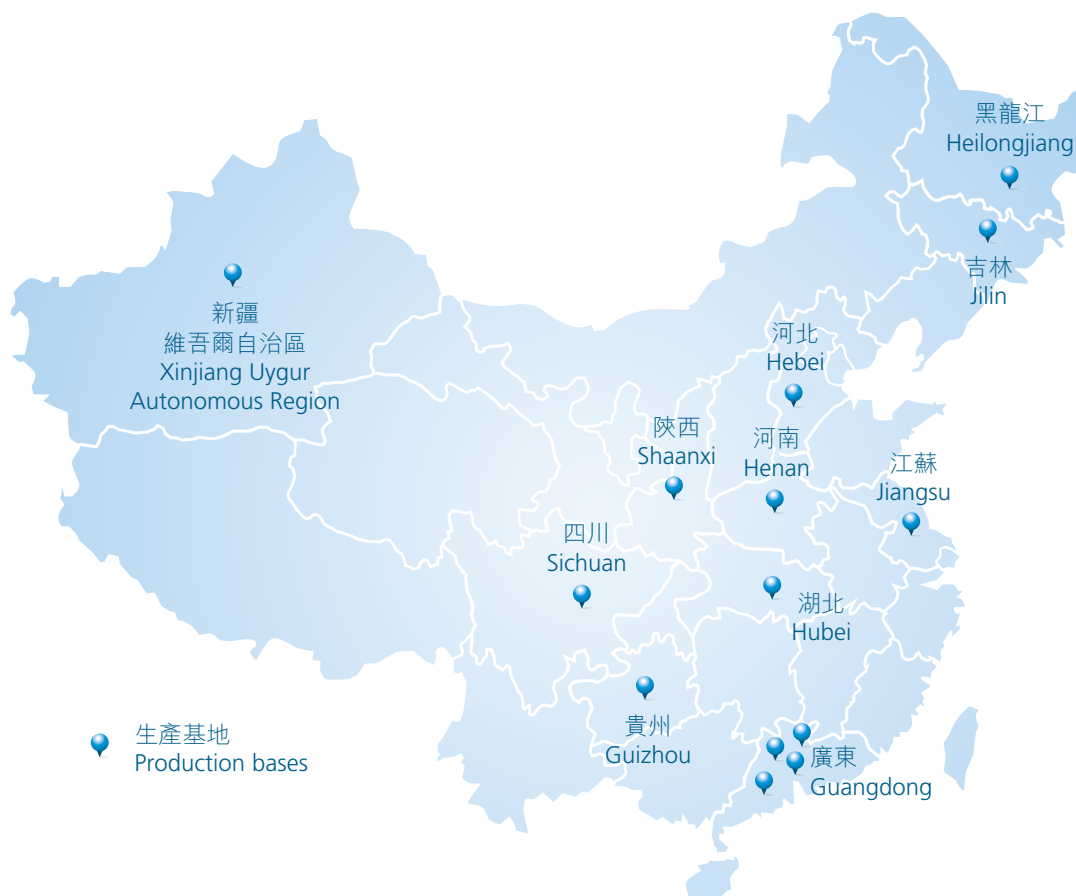 黑龍江
Heilongjiang
吉林
Jilin
新疆
維吾爾自治區
Xinjiang Uygur
Autonomous Region
河北
Hebei
陝西
Shaanxi
河南
Henan
江蘇
Jiangsu
四川
Sichuan
湖北
Hubei
貴州
Guizhou
廣東
Guangdong
生產基地
Production bases